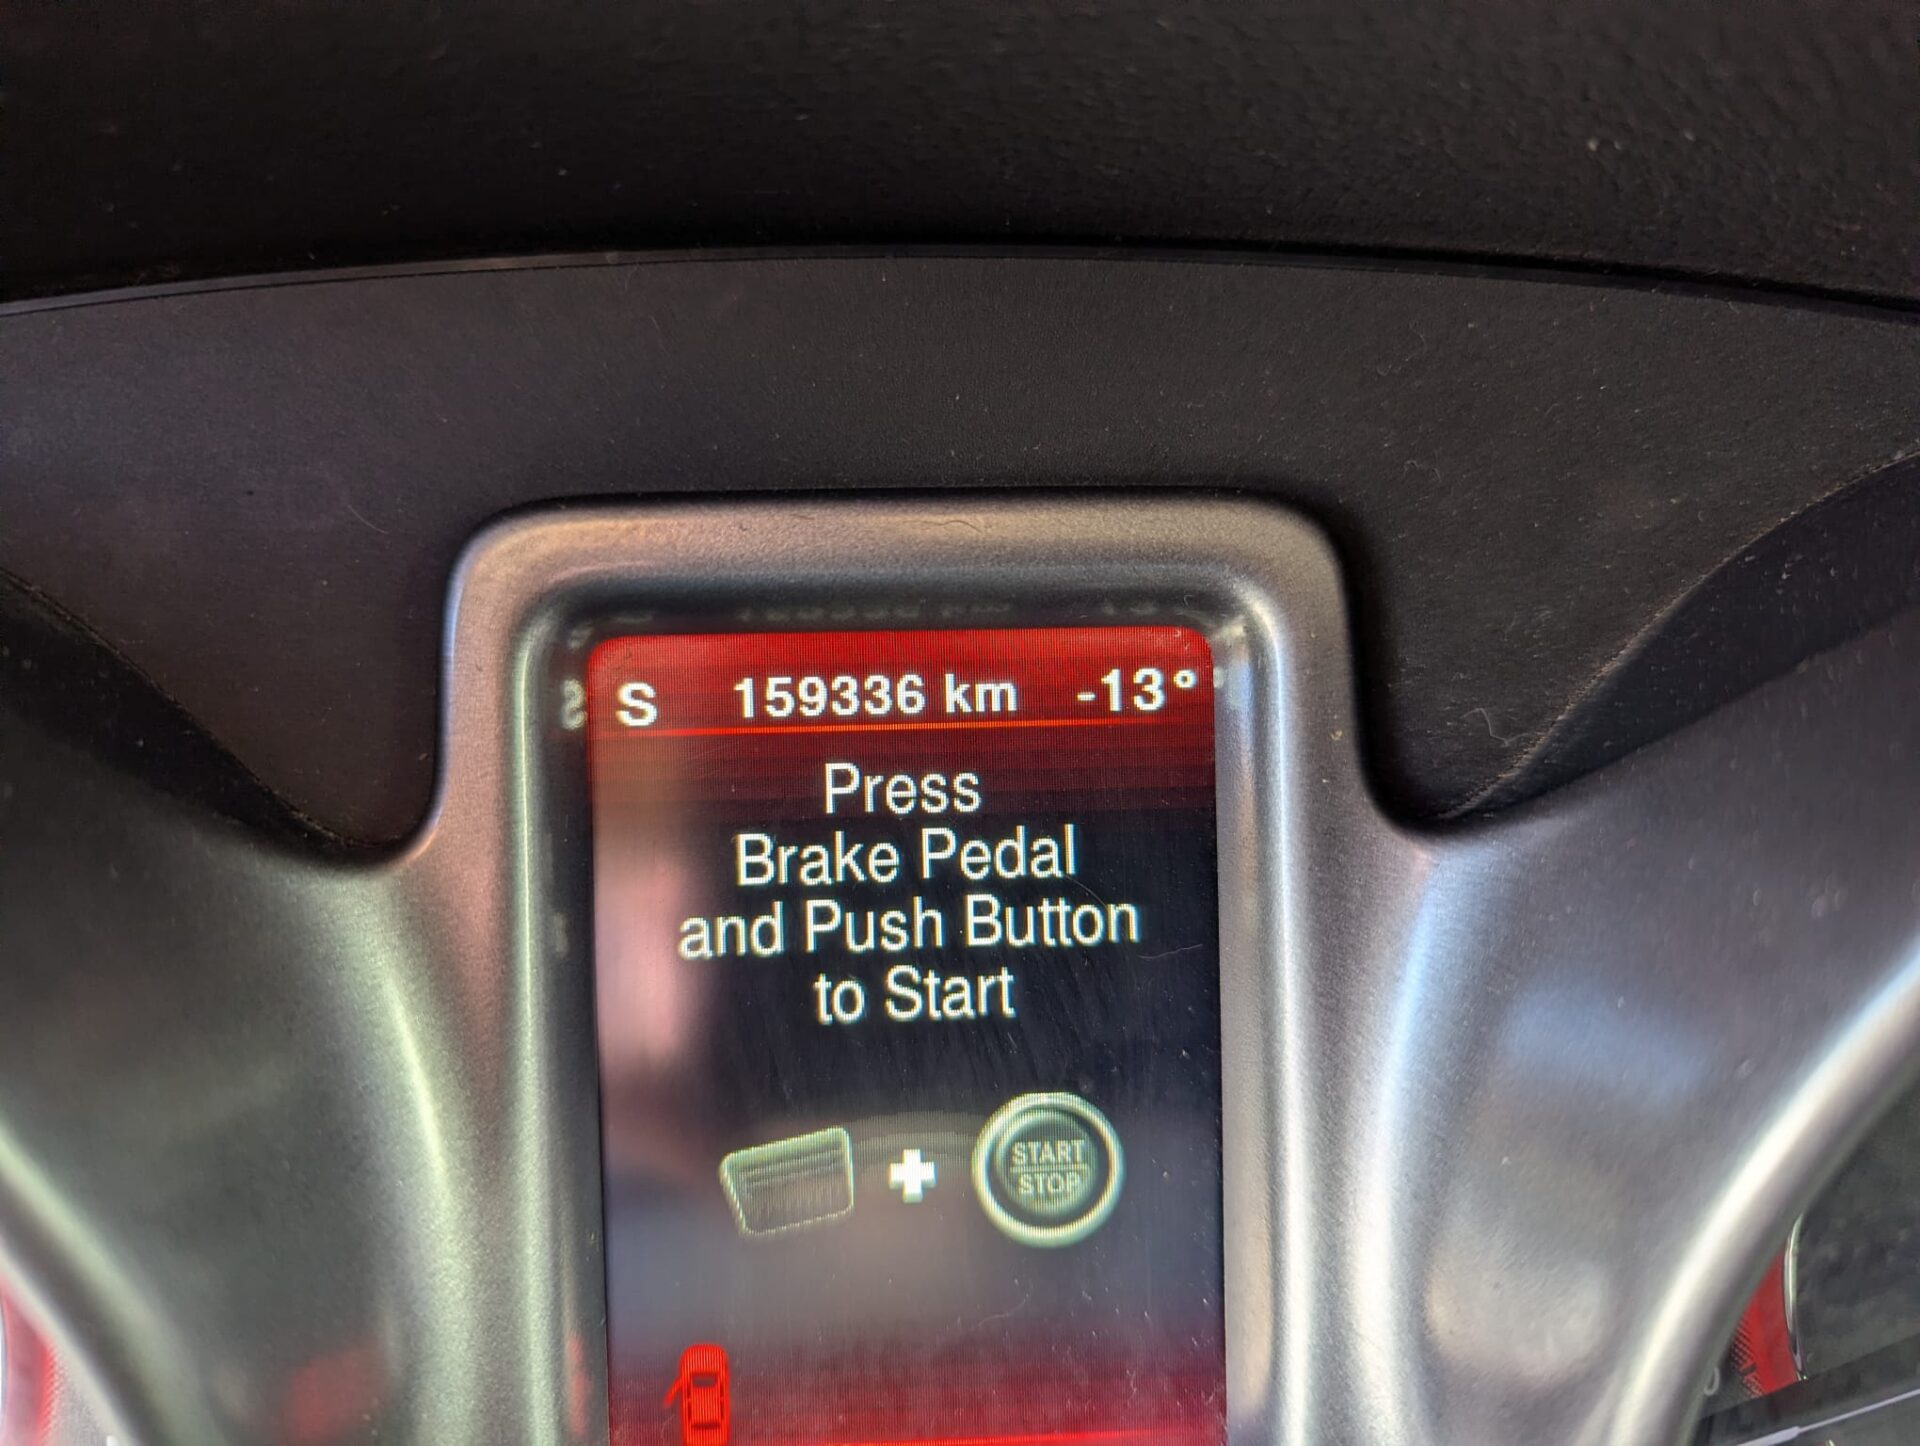 S 159336 km -13°
Press
Brake Pedal
and Push Button
to Start
START
STOP